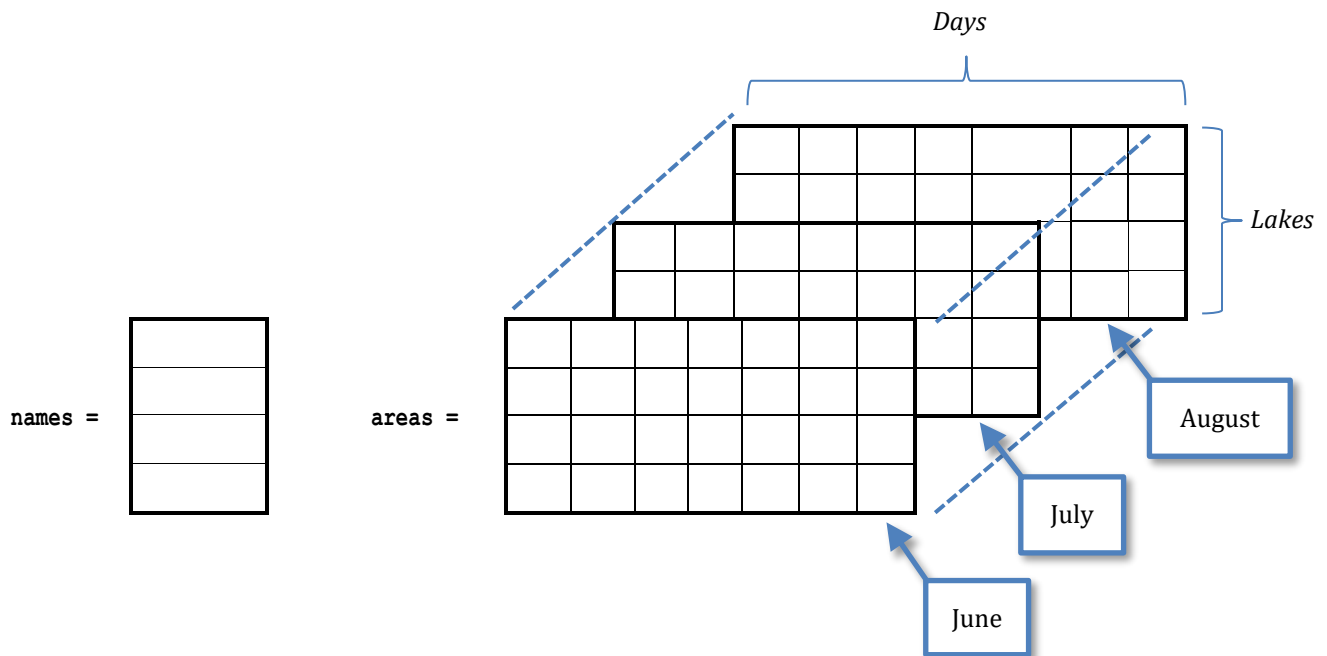 Days
Lakes
names =
areas =
August
July
June